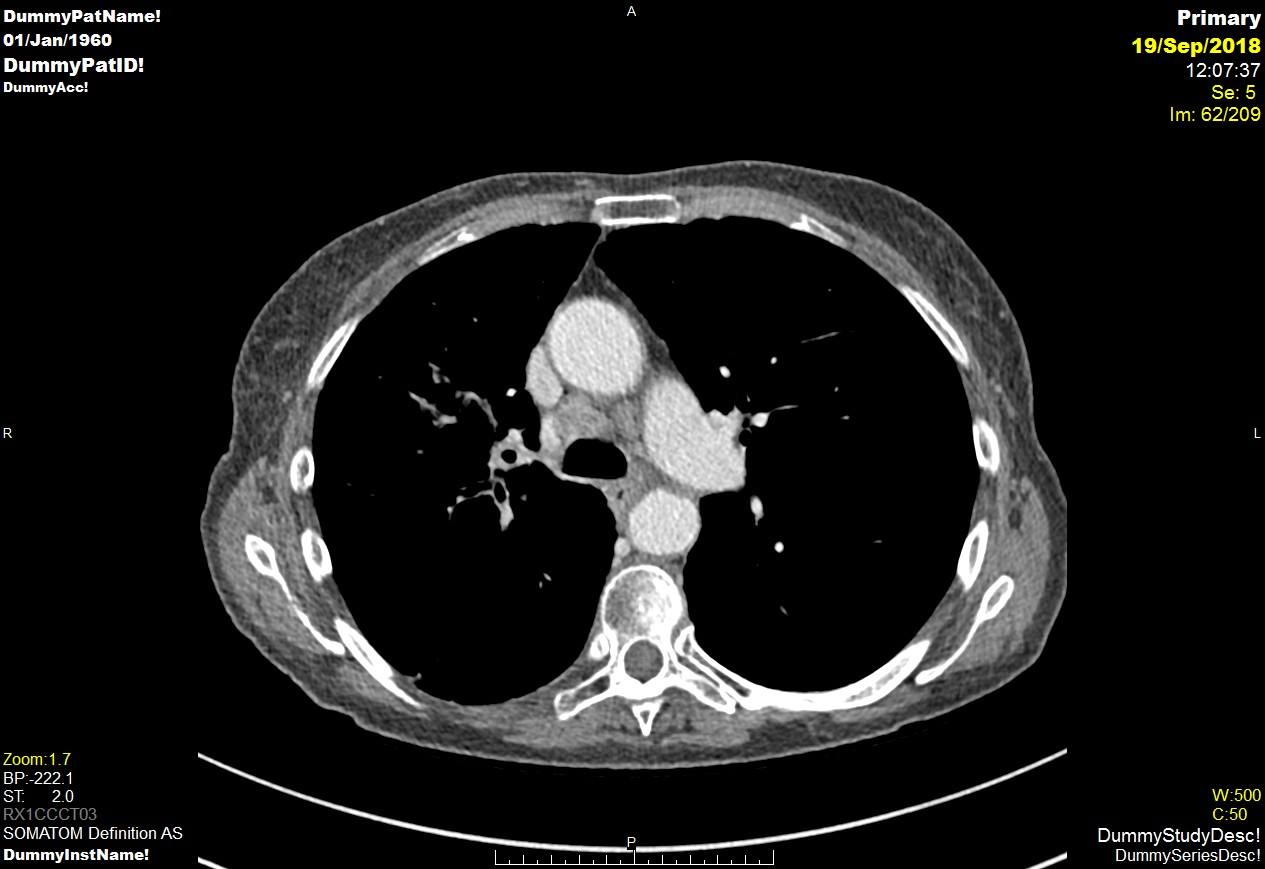 DummyPatName!
01/Jan/1960
DummyPatID!
DummyAcc!
A
Primary
19/Sep/2018
12:07:37
Se: 5
Im: 62/209
R
L
Zoom:1.7
BP:-222.1
ST: 2.0
RX1CCCT03
SOMATOM Definition AS
DummyInstName!
P
W:500
C:50
DummyStudyDesc!
DummySeriesDesc!